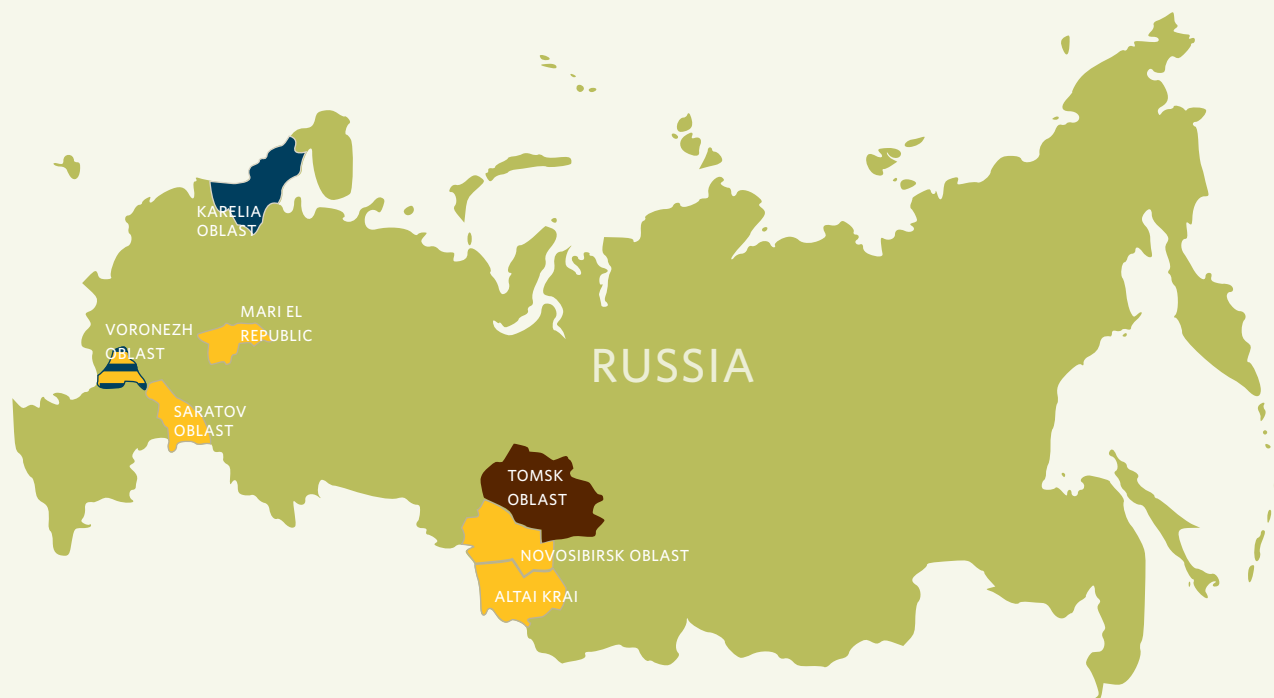 KARELIA
OBLAST
MARI EL
REPUBLIC
VORONEZH
OBLAST
RUSSIA
SARATOV
OBLAST
TOMSK
OBLAST
NOVOSIBIRSK OBLAST
ALTAI KRAI